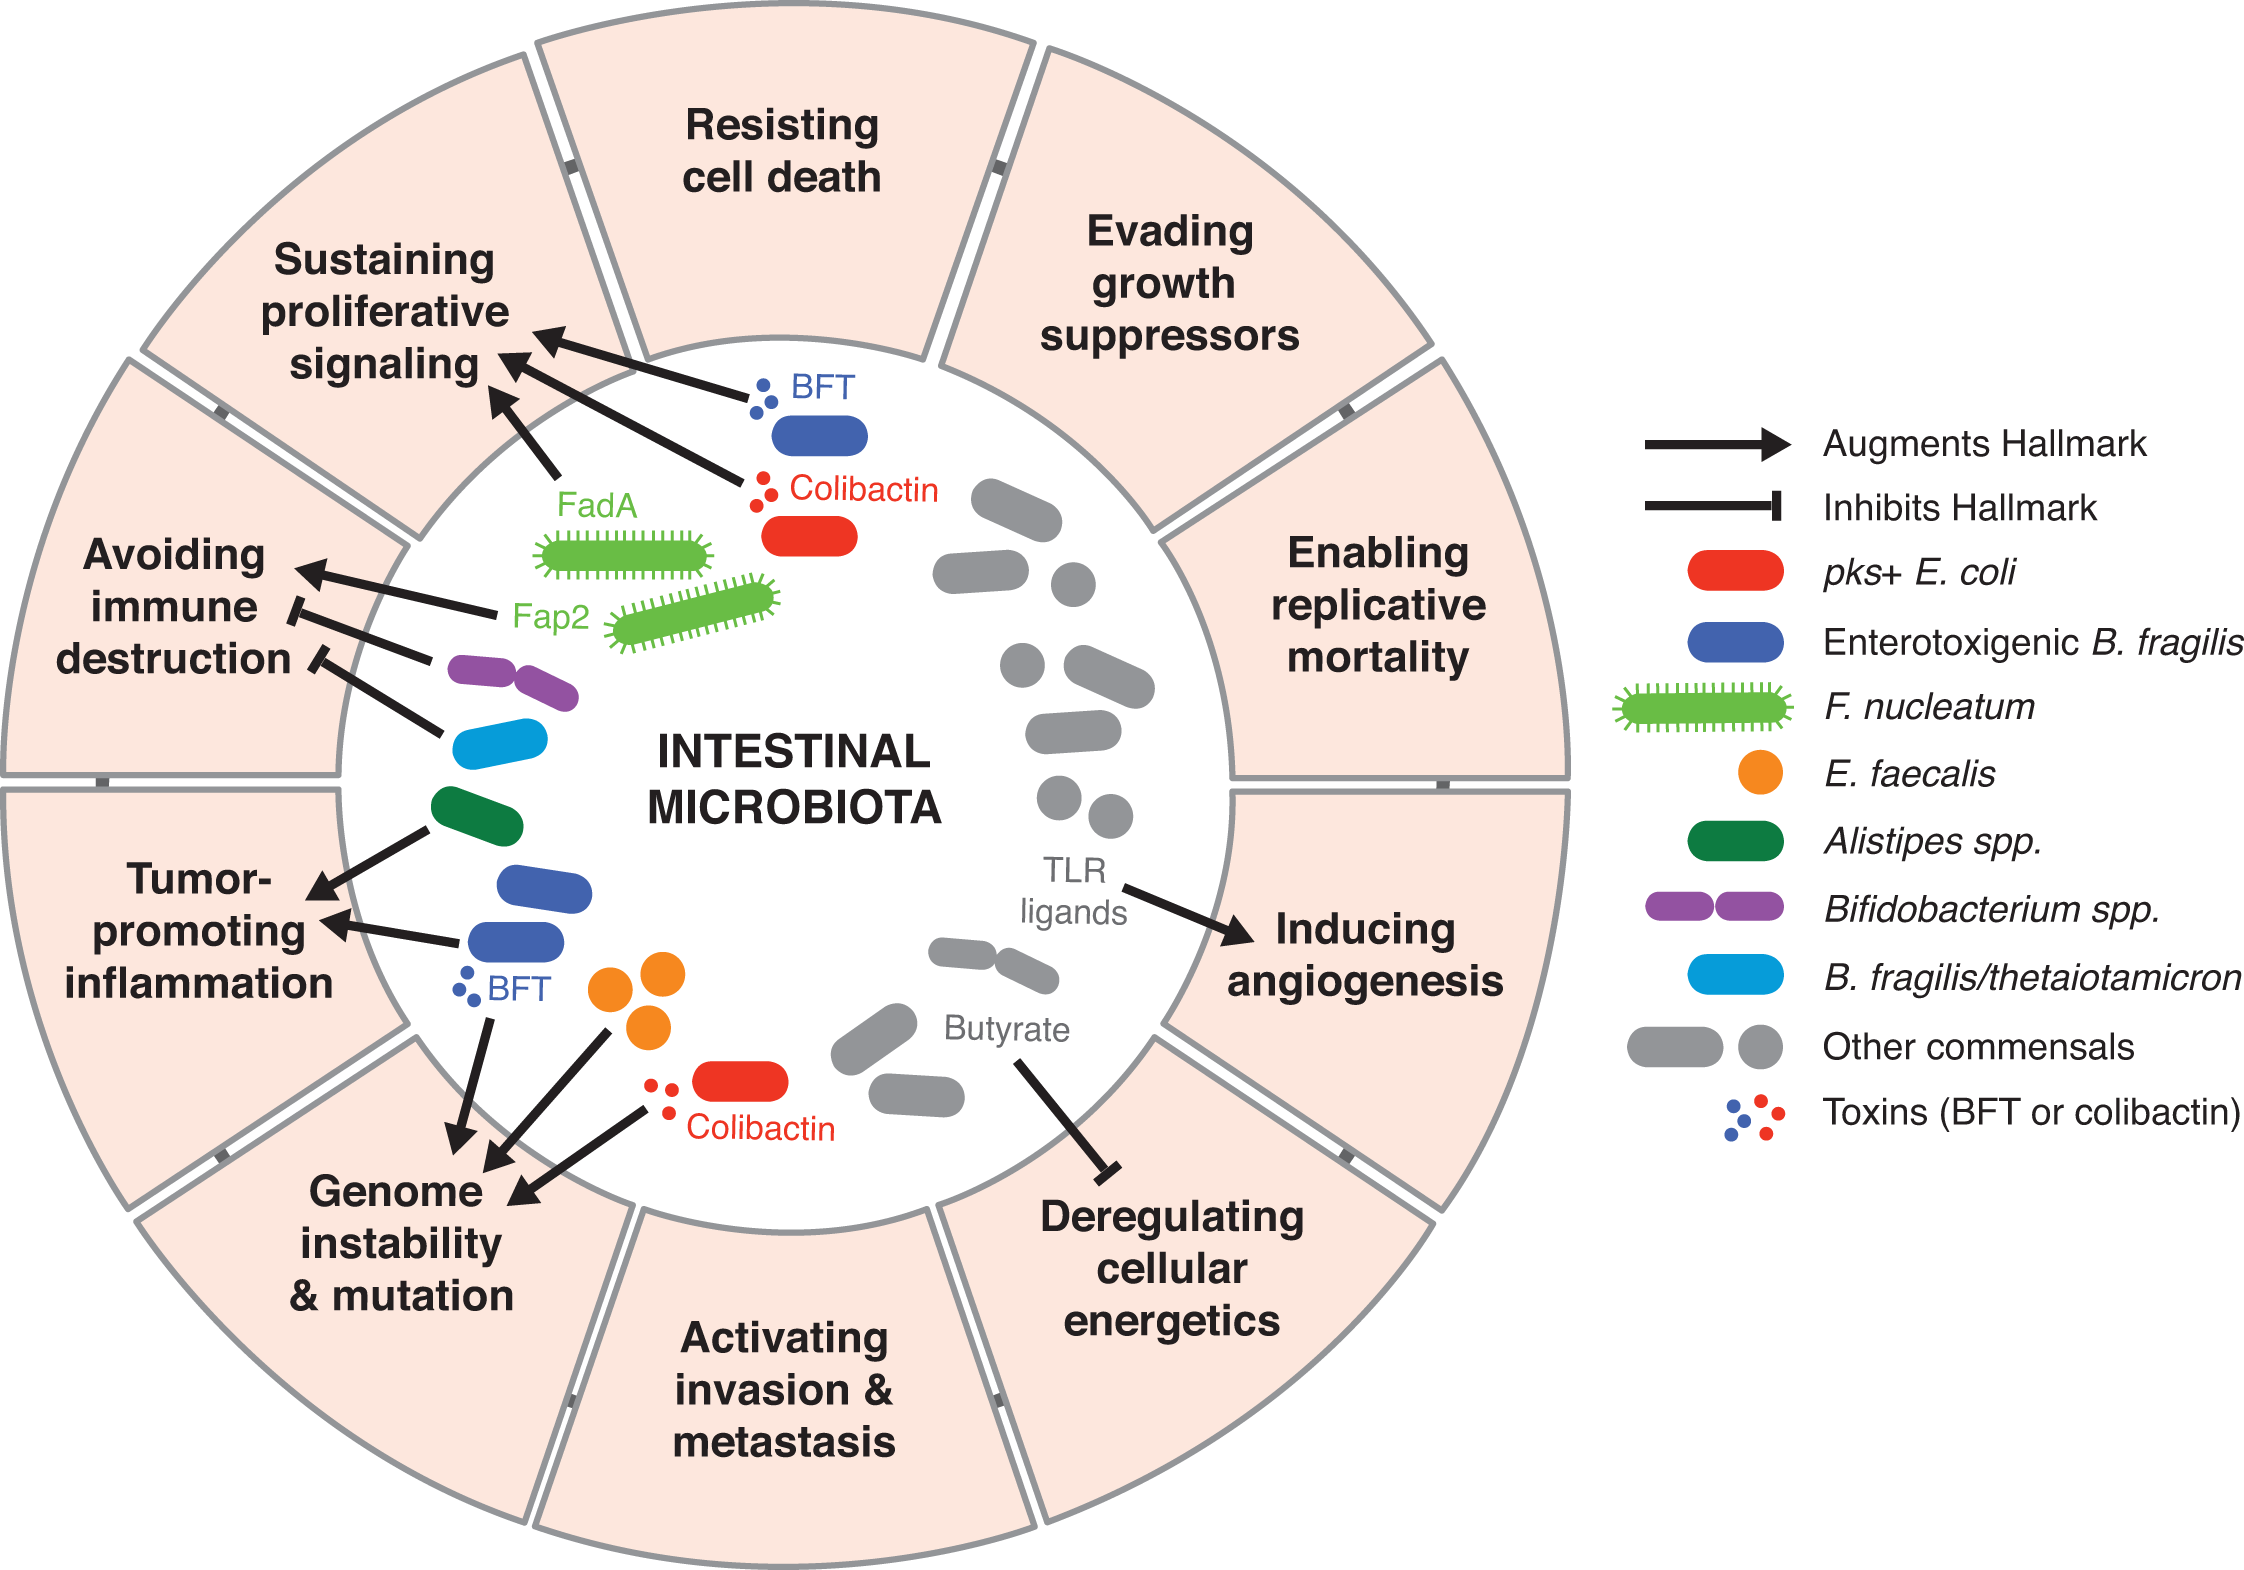 Resisting
cell death
Evading
growth
suppressors
Sustaining
proliferative
signaling
Enabling
replicative
mortality
Avoiding
immune
destruction
Inducing
angiogenesis
Tumor-
promoting
inflammation
Deregulating
cellular
energetics
Genome
instability
& mutation
Activating
invasion &
metastasis
BFT
Colibactin
FadA
Fap2
INTESTINAL
MICROBIOTA
TLR
ligands
BFT
Butyrate
Colibactin
Augments Hallmark
Inhibits Hallmark
pks+ E. coli
Enterotoxigenic B. fragilis
F. nucleatum
E. faecalis
Alistipes spp.
Bifidobacterium spp.
B. fragilis/thetaiotamicron
Other commensals
Toxins (BFT or colibactin)